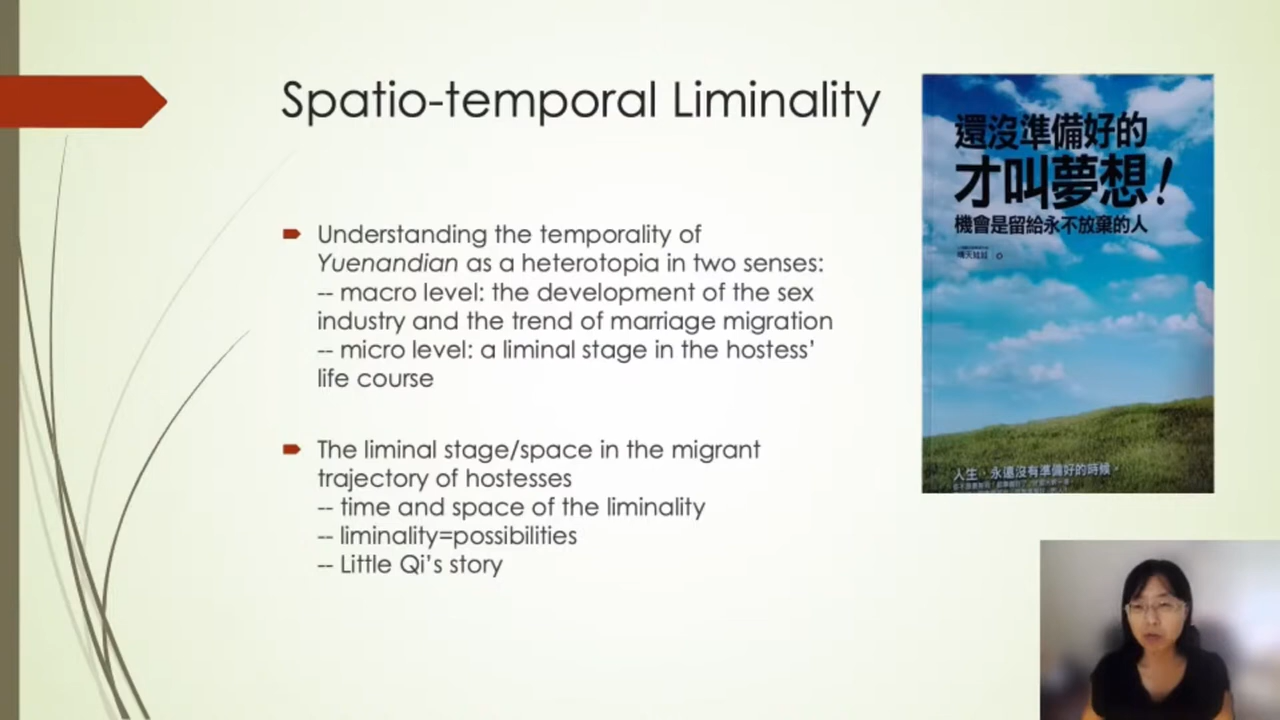 Spatio-temporal Liminality
Understanding the temporality of
Yuenandian as a heterotopia in two senses:
-- macro level: the development of the sex
industry and the trend of marriage migration
-- micro level: a liminal stage in the hostess’
life course
The liminal stage/space in the migrant
trajectory of hostesses
-- time and space of the liminality
-- liminality=possibilities
-- Little Qi’s story
還沒準備好的
才叫夢想!
機會是留給永不放棄的人
晴天娃娃
人生,永遠沒有準備好的時候。